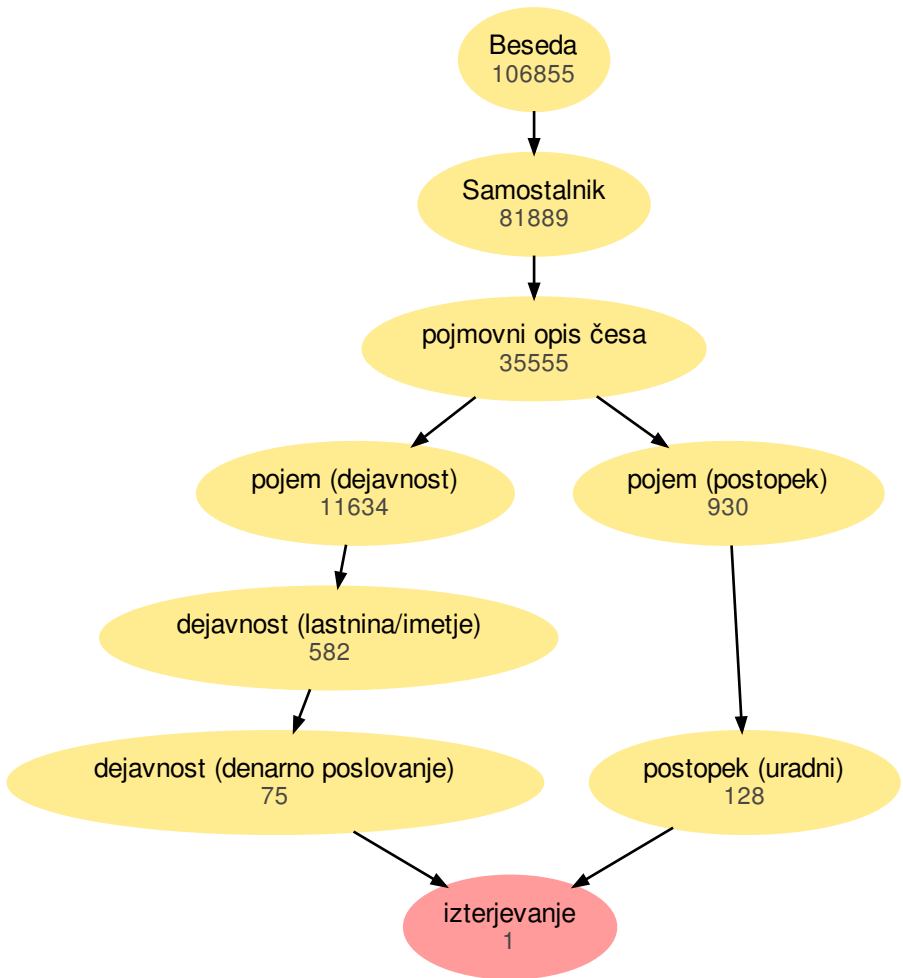 Beseda
106855
Samostalnik
81889
pojmovni opis česa
35555
pojem (dejavnost)
11634
pojem (postopek)
930
dejavnost (lastnina/imetje)
582
dejavnost (denarno poslovanje)
75
postopek (uradni)
128
izterjevanje
1